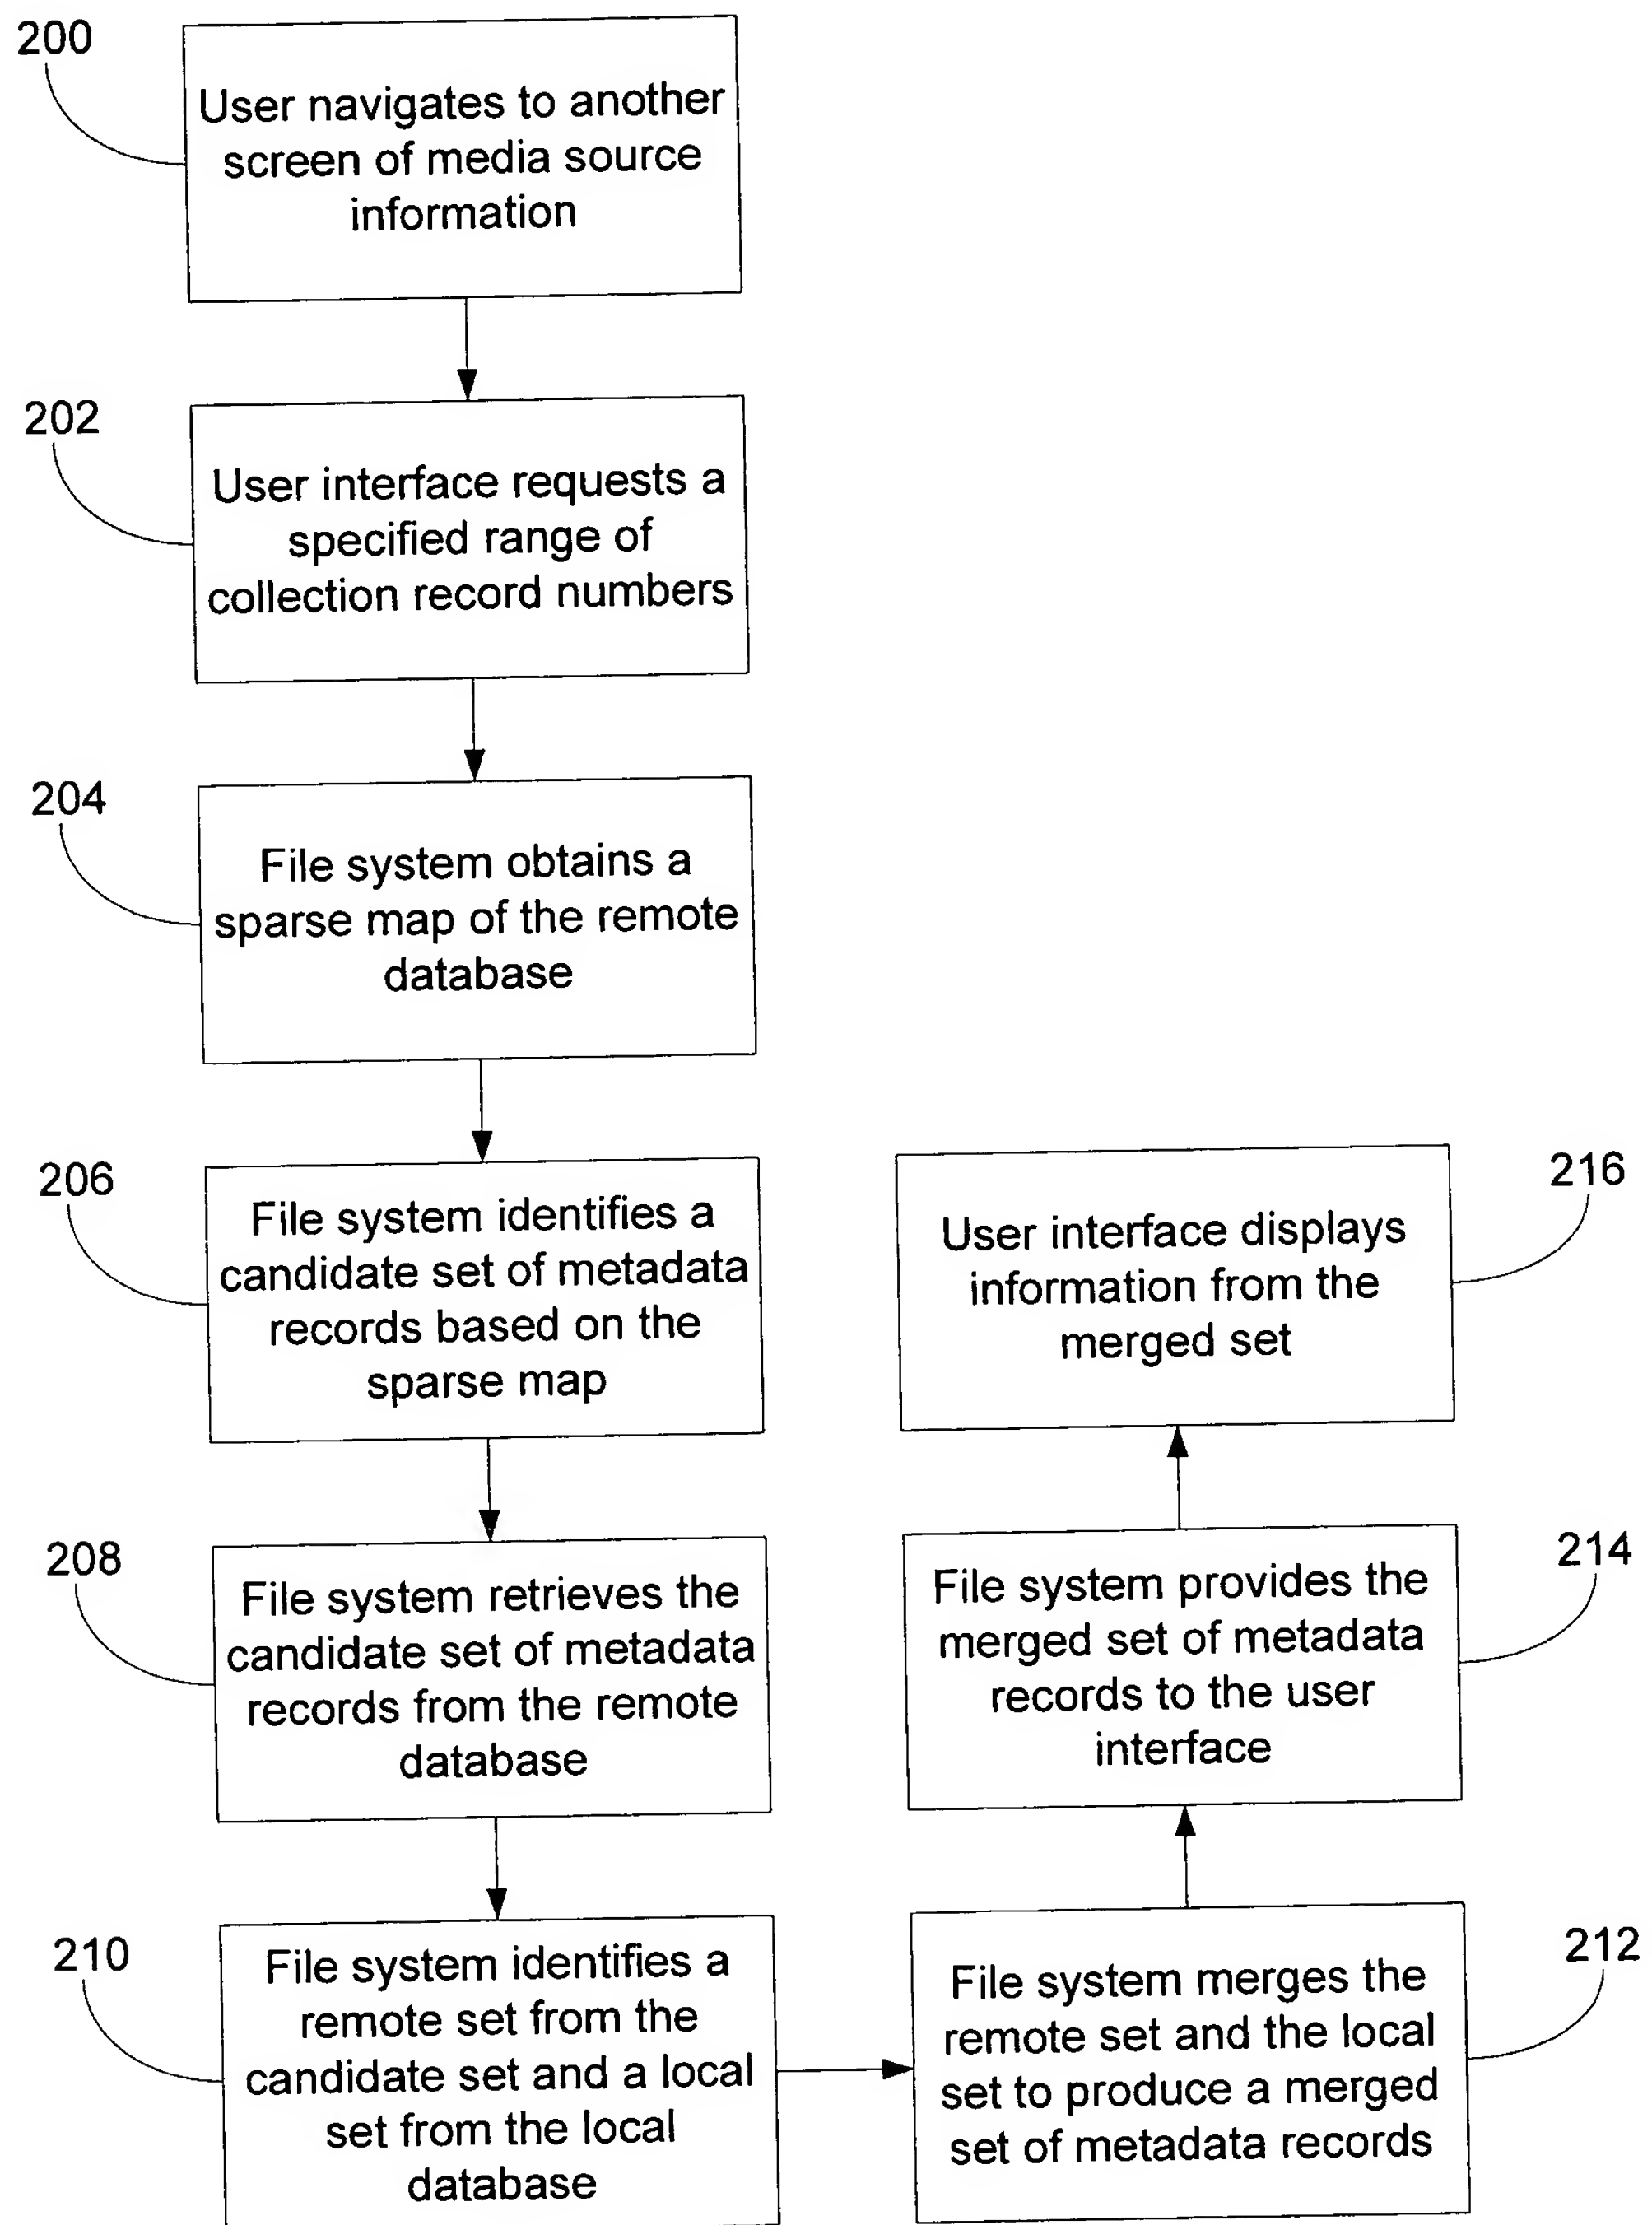 200
User navigates to another
screen of media source
information
202
User interface requests a
specified range of
collection record numbers
204
File system obtains a
sparse map of the remote
database
206
File system identifies a
candidate set of metadata
records based on the
sparse map
208
File system retrieves the
candidate set of metadata
records from the remote
database
210
File system identifies a
remote set from the
candidate set and a local
set from the local
database
212
File system merges the
remote set and the local
set to produce a merged
set of metadata records
214
File system provides the
merged set of metadata
records to the user
interface
216
User interface displays
information from the
merged set